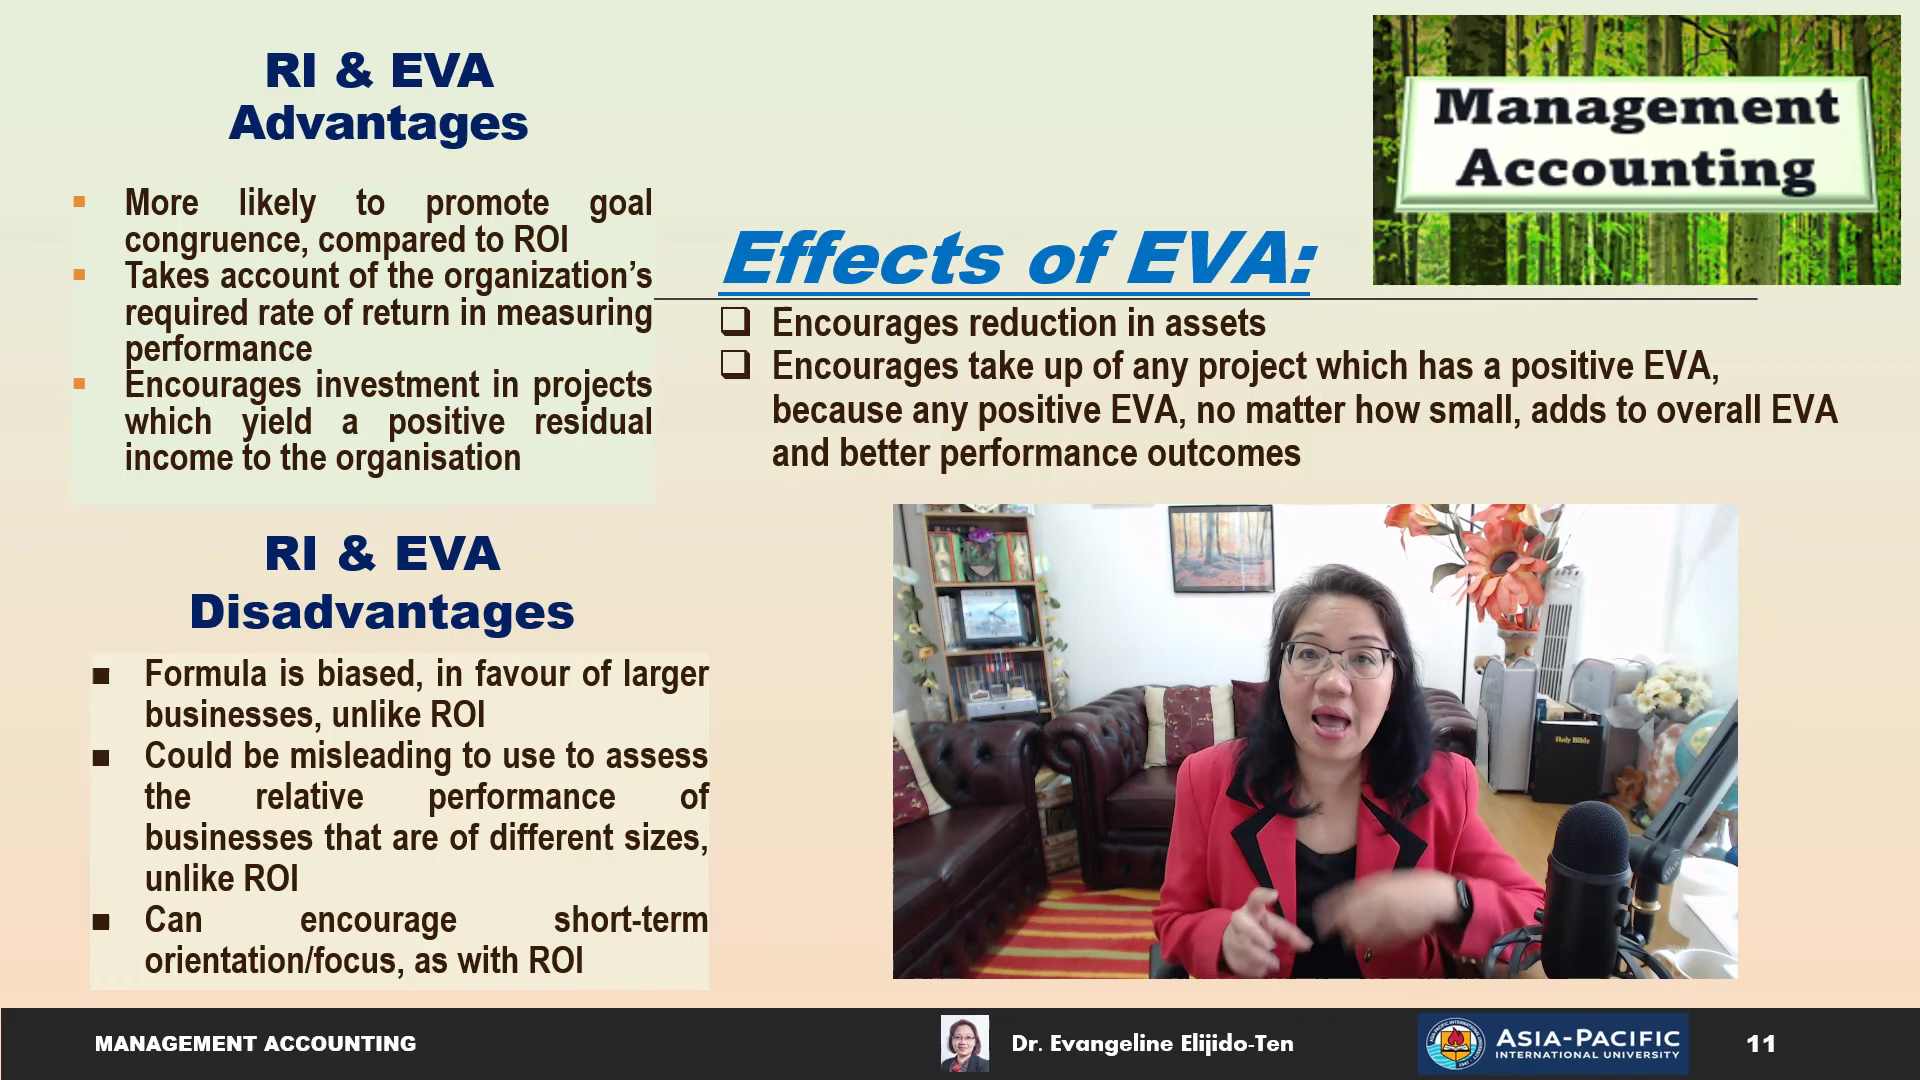 RI & EVA
Advantages
▪ More likely to promote goal
congruence, compared to ROI
▪ Takes account of the organization’s
required rate of return in measuring
performance
▪ Encourages investment in projects
which yield a positive residual
income to the organisation
RI & EVA
Disadvantages
▪ Formula is biased, in favour of larger
businesses, unlike ROI
▪ Could be misleading to use to assess
the relative performance of
businesses that are of different sizes,
unlike ROI
▪ Can encourage short-term
orientation/focus, as with ROI
Management
Accounting
Effects of EVA:
❑ Encourages reduction in assets
❑ Encourages take up of any project which has a positive EVA,
because any positive EVA, no matter how small, adds to overall EVA
and better performance outcomes
Holy Bible
MANAGEMENT ACCOUNTING
Dr. Evangeline Elijido-Ten
ASIA-PACIFIC
INTERNATIONAL UNIVERSITY
11